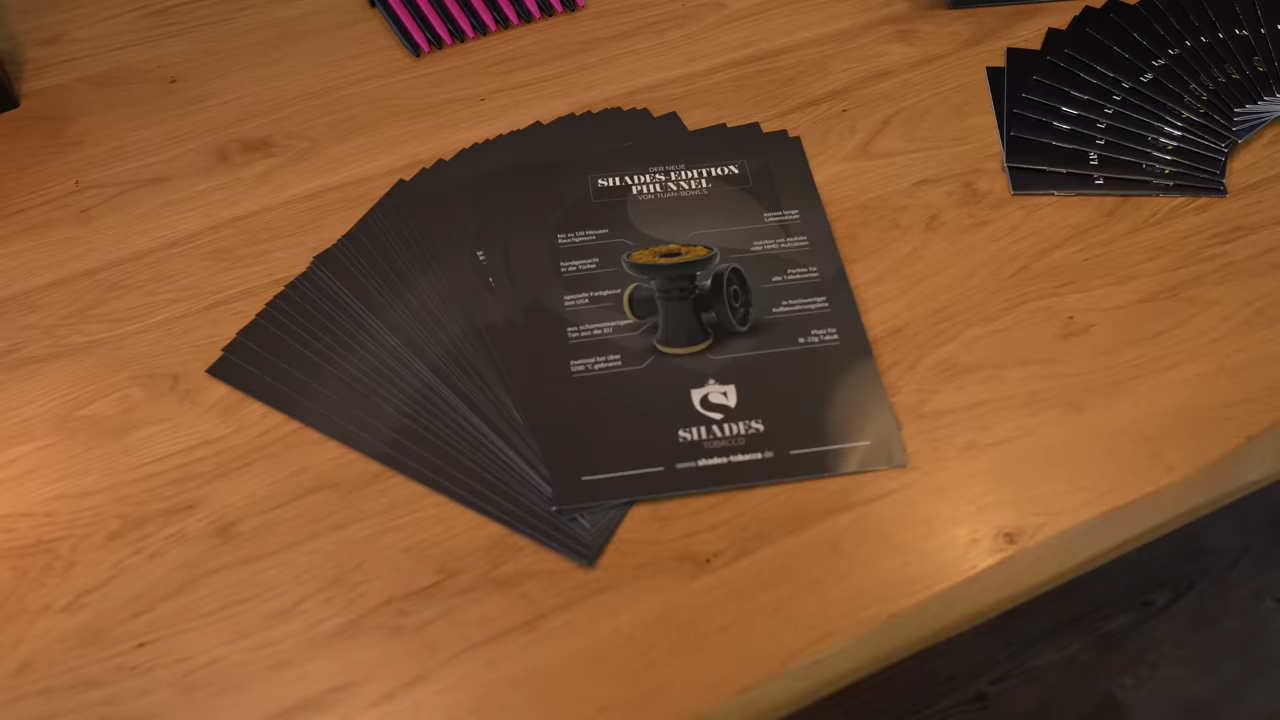 DER NEUE
SHADES-EDITION
PHUNNEL
VON TUAN-BOWLS
bis zu 120 Minuten
Rauchgenuss
handgemacht
in der Türkei
spezielle Farbglasur
aus USA
aus schamottartigem
Ton aus der EU
Zweimal bei über
1200 °C gebrannt
Extrem lange
Lebensdauer
nutzbar mit Alufolie
oder HMD-Aufsätzen
Perfekt für
alle Tabaksorten
in hochwertiger
Aufbewahrungsbox
Platz für
18-22g Tabak
SHADES
TOBACCO
www.shades-tobacco.de